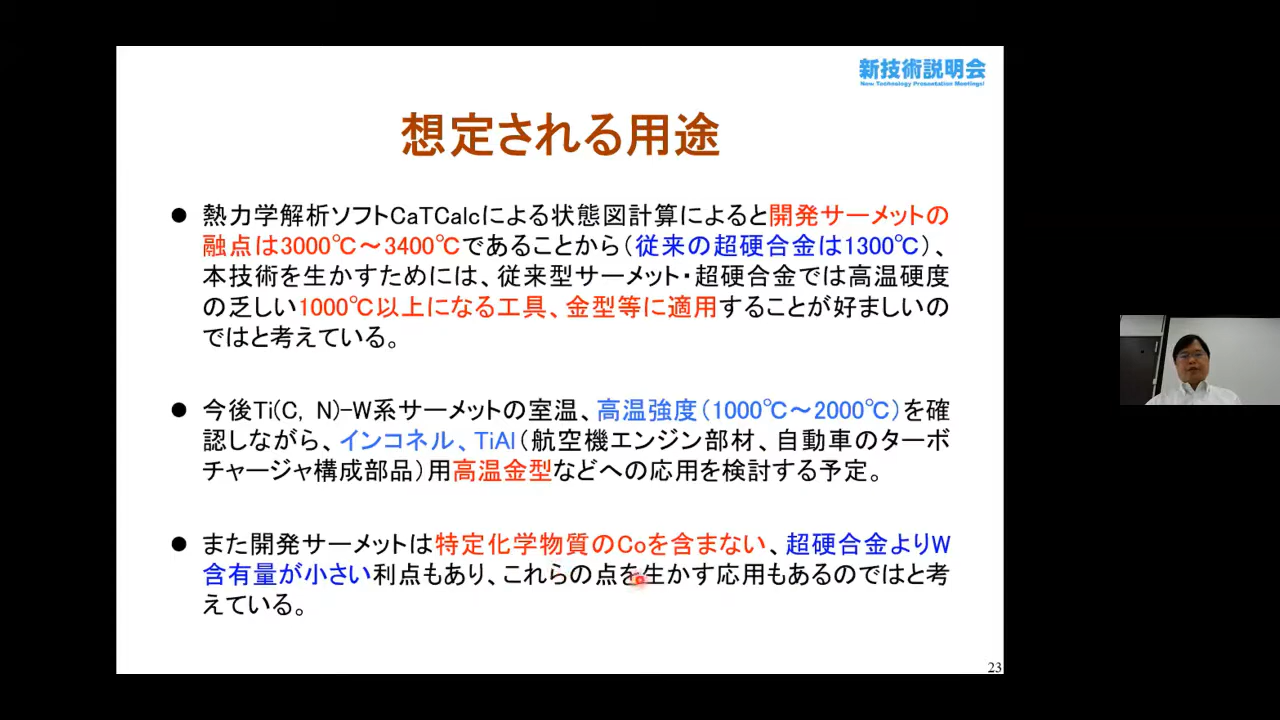 新技術説明会
New Technology Presentation Meetings!
想定される用途
● 熱力学解析ソフトCaTCalcによる状態図計算によると開発サーメットの
融点は3000℃～3400℃であることから(従来の超硬合金は1300℃)、
本技術を生かすためには、従来型サーメット・超硬合金では高温硬度
の乏しい1000℃以上になる工具、金型等に適用することが好ましいの
ではと考えている。
● 今後Ti(C, N)-W系サーメットの室温、高温強度(1000℃～2000℃)を確
認しながら、インコネル、TiAl(航空機エンジン部材、自動車のターボ
チャージャ構成部品)用高温金型などへの応用を検討する予定。
● また開発サーメットは特定化学物質のCoを含まない、超硬合金よりW
含有量が小さい利点もあり、これらの点を生かす応用もあるのではと考
えている。
23